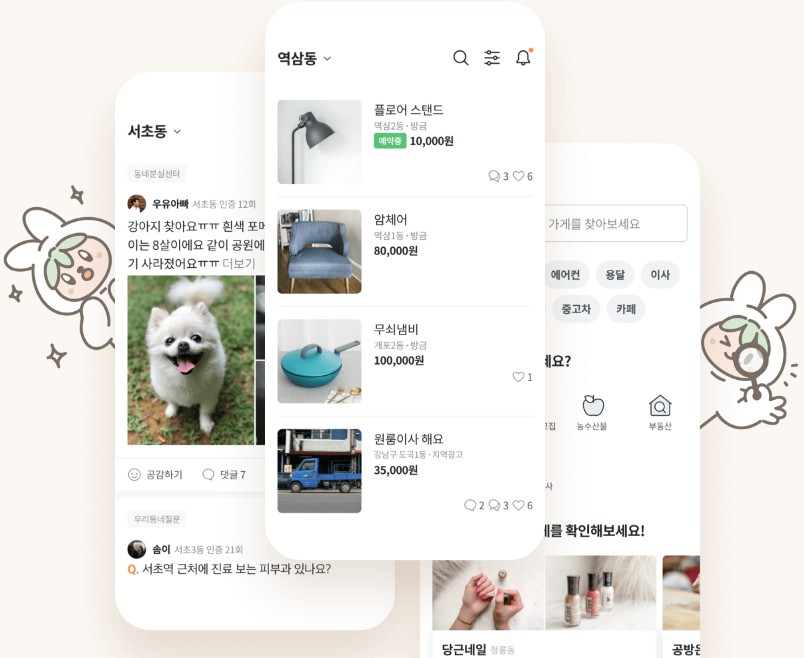 역삼동
플로어 스탠드
역삼2동 · 방금
예약중 10,000원
3 6
암체어
역삼1동 · 방금
80,000원
무쇠냄비
개포2동 · 방금
100,000원
1
원룸이사 해요
강남구 도곡1동 · 지역광고
35,000원
2 3 6
서초동
동네분실센터
우유아빠 서초동 인증 12회
강아지 찾아요ㅠㅠ 흰색 포메
이는 8살이에요 같이 공원에
기 사라졌어요ㅠㅠ 더보기
공감하기 댓글 7
우리동네질문
솜이 서초3동 인증 21회
Q. 서초역 근처에 진료 보는 피부과 있나요?
가게를 찾아보세요
에어컨 용달 이사
중고차 카페
요?
농수산물 부동산
사
를 확인해보세요!
당근네일 정릉동
공방은